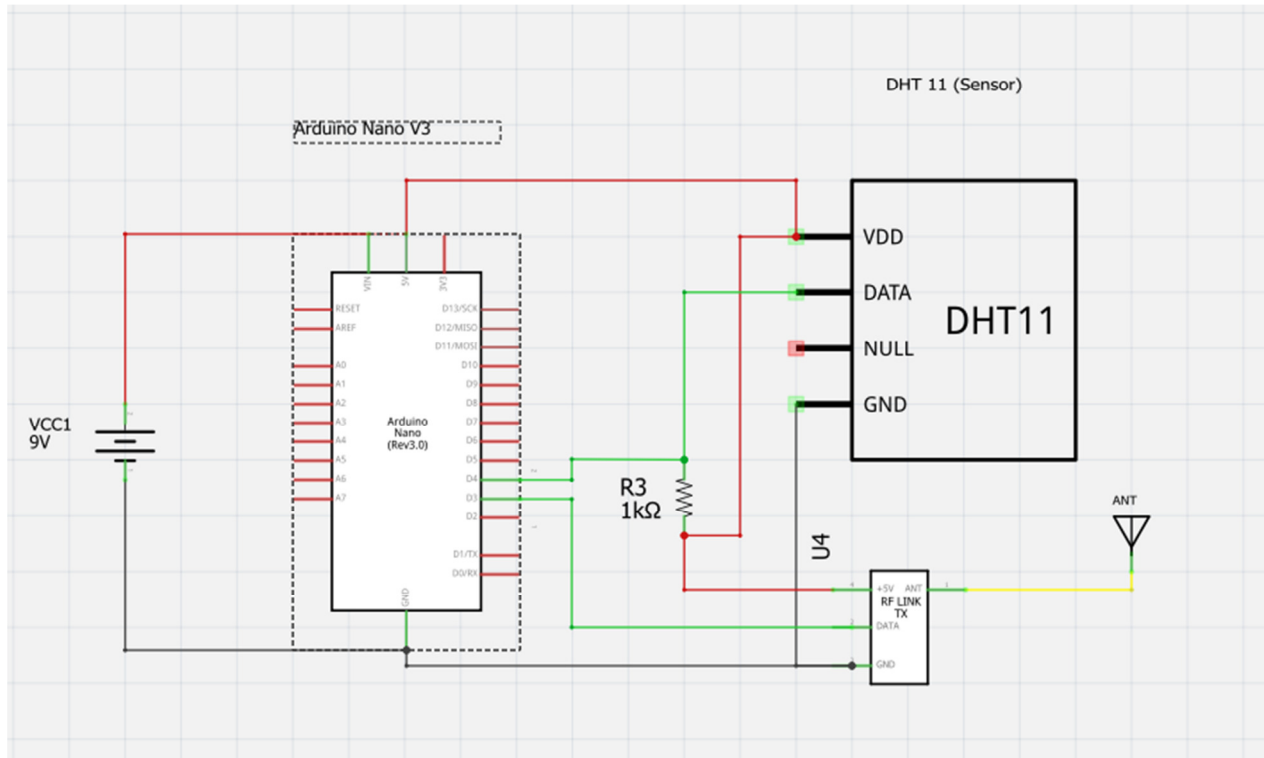 DHT 11 (Sensor)
Arduino Nano V3
VIN
5V
3V3
RESET
AREF
A0
A1
A2
A3
A4
A5
A6
A7
D13/SCK
D12/MISO
D11/MOSI
D10
D9
D8
D7
D6
D5
D4
D3
D2
D1/TX
D0/RX
GND
Arduino
Nano
(Rev3.0)
VCC1
9V
VDD
DATA
NULL
GND
DHT11
R3
1kΩ
U4
ANT
+5V
ANT
RF LINK
TX
DATA
GND